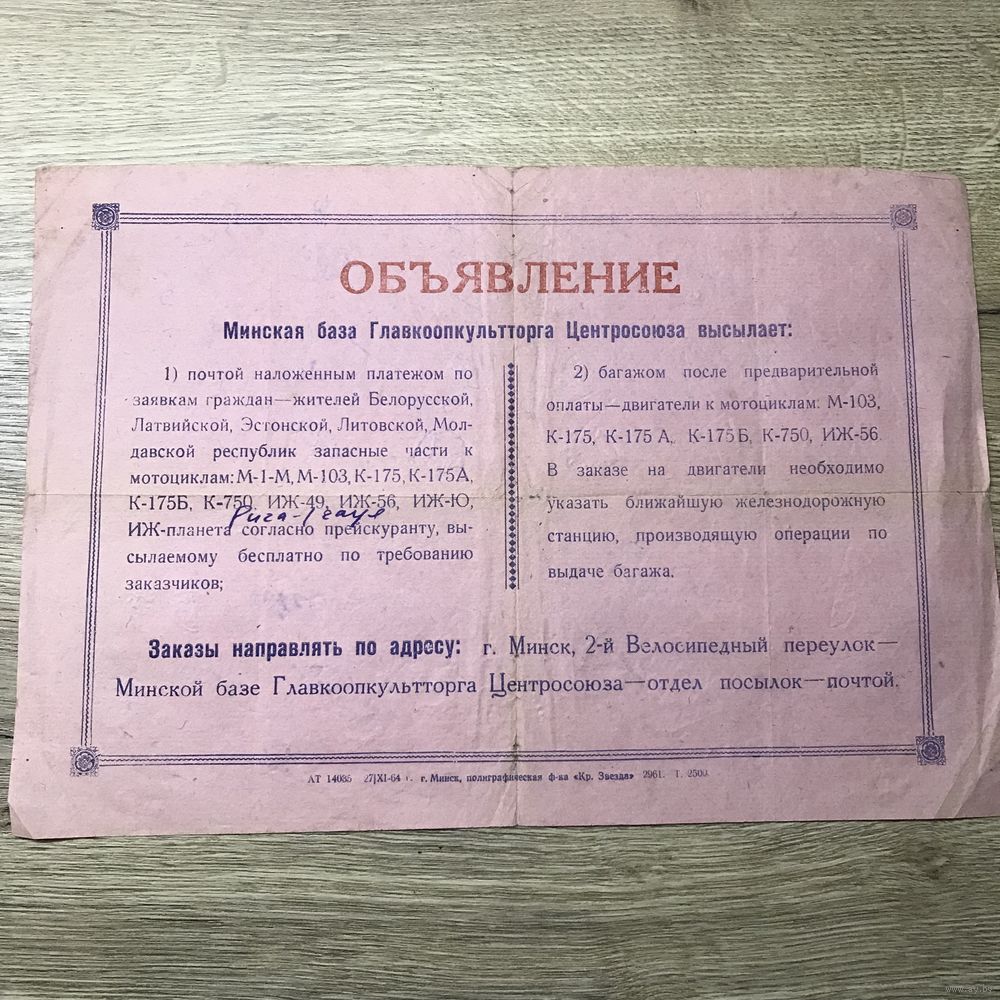 ОБЪЯВЛЕНИЕ
Минская база Главкоопкультторга Центросоюза высылает:
1) почтой наложенным платежом по
заявкам граждан—жителей Белорусской,
Латвийской, Эстонской, Литовской, Мол-
давской республик запасные части к
мотоциклам: М-1-М, М-103, К-175, К-175А,
К-175Б, К-750, ИЖ-49, ИЖ-56, ИЖ-Ю,
ИЖ-планета согласно прейскуранту, вы-
сылаемому бесплатно по требованию
заказчиков;
2) багажом после предварительной
оплаты—двигатели к мотоциклам: М-103,
К-175, К-175 А, К-175 Б, К-750, ИЖ-56.
В заказе на двигатели необходимо
указать ближайшую железнодорожную
станцию, производящую операции по
выдаче багажа.
Заказы направлять по адресу: г. Минск, 2-й Велосипедный переулок—
Минской базе Главкоопкультторга Центросоюза—отдел посылок—почтой.
АТ 14035 27|XI-64 г. г. Минск, полиграфическая ф-ка «Кр. Звезда» 2961. Т. 2500.